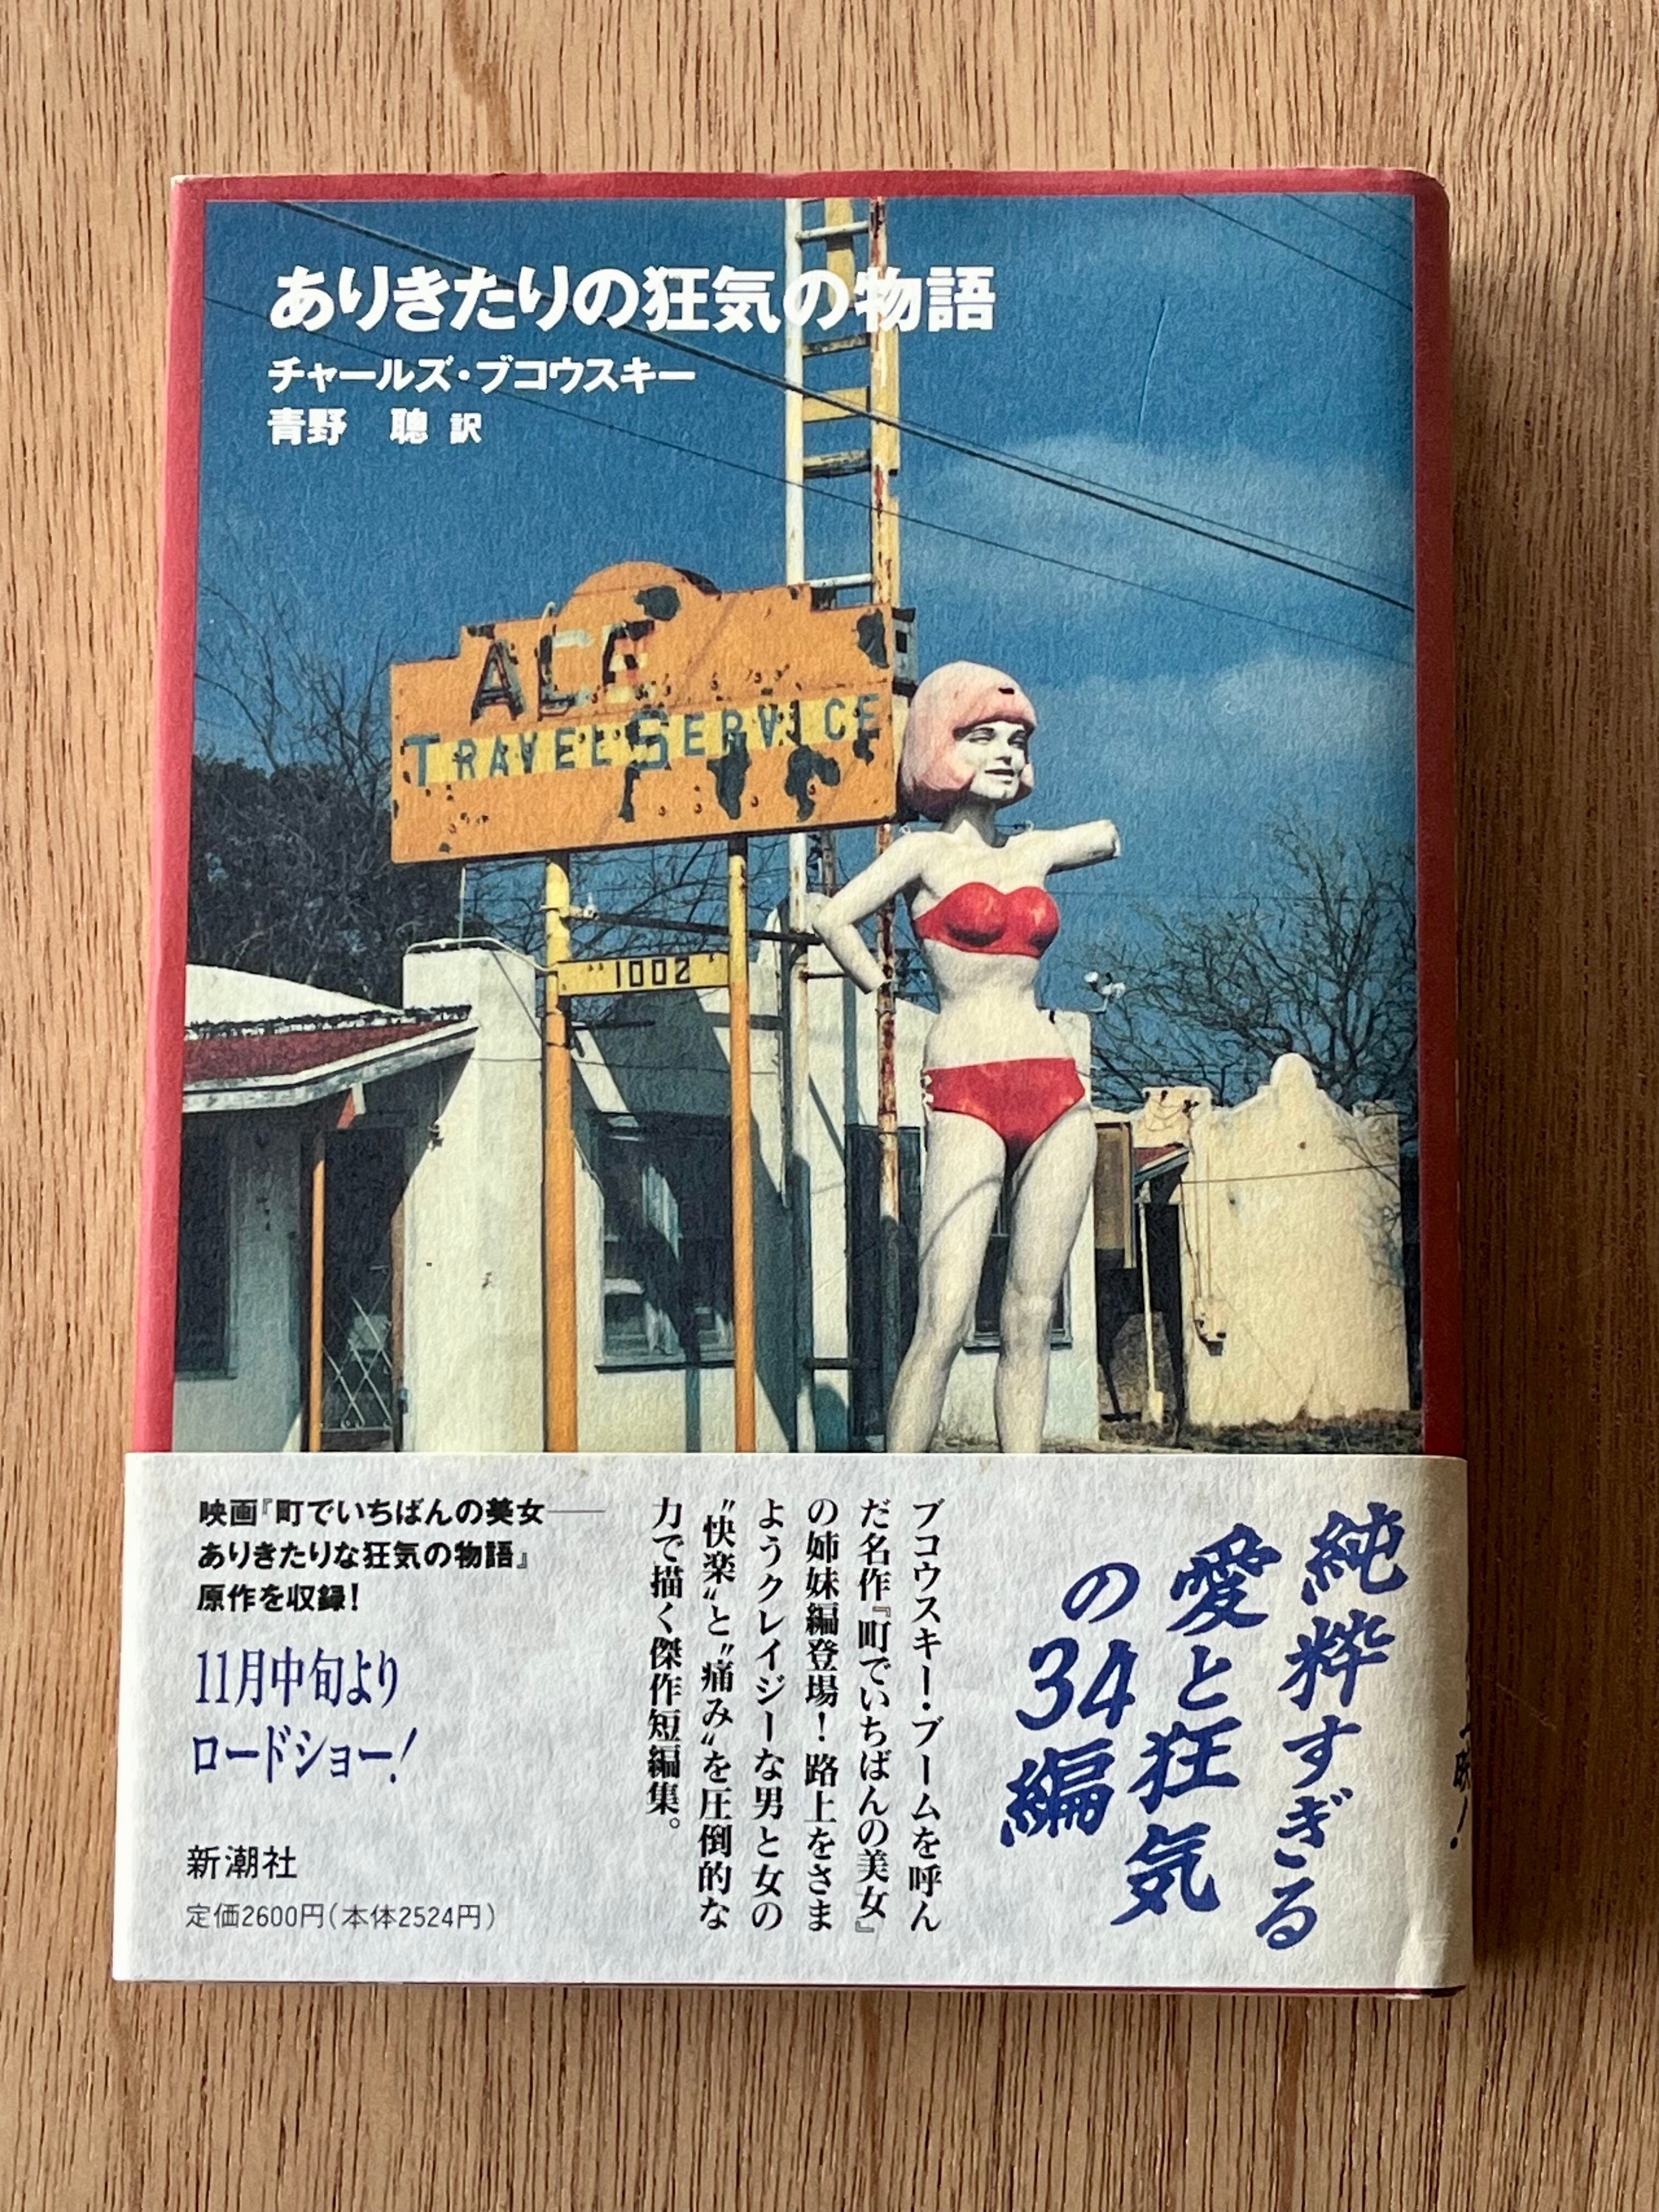 ありきたりの狂気の物語
チャールズ・ブコウスキー
青野 聰 訳
ACE
TRAVEL SERVICE
"1002"
純粋すぎる
愛と狂気
の34編
ブコウスキー・ブームを呼ん
だ名作『町でいちばんの美女』
の姉妹編登場！路上をさま
ようクレイジーな男と女の
〝快楽〟と〝痛み〟を圧倒的な
力で描く傑作短編集。
映画『町でいちばんの美女――
ありきたりな狂気の物語』
原作を収録！
11月中旬より
ロードショー！
新潮社
定価2600円（本体2524円）